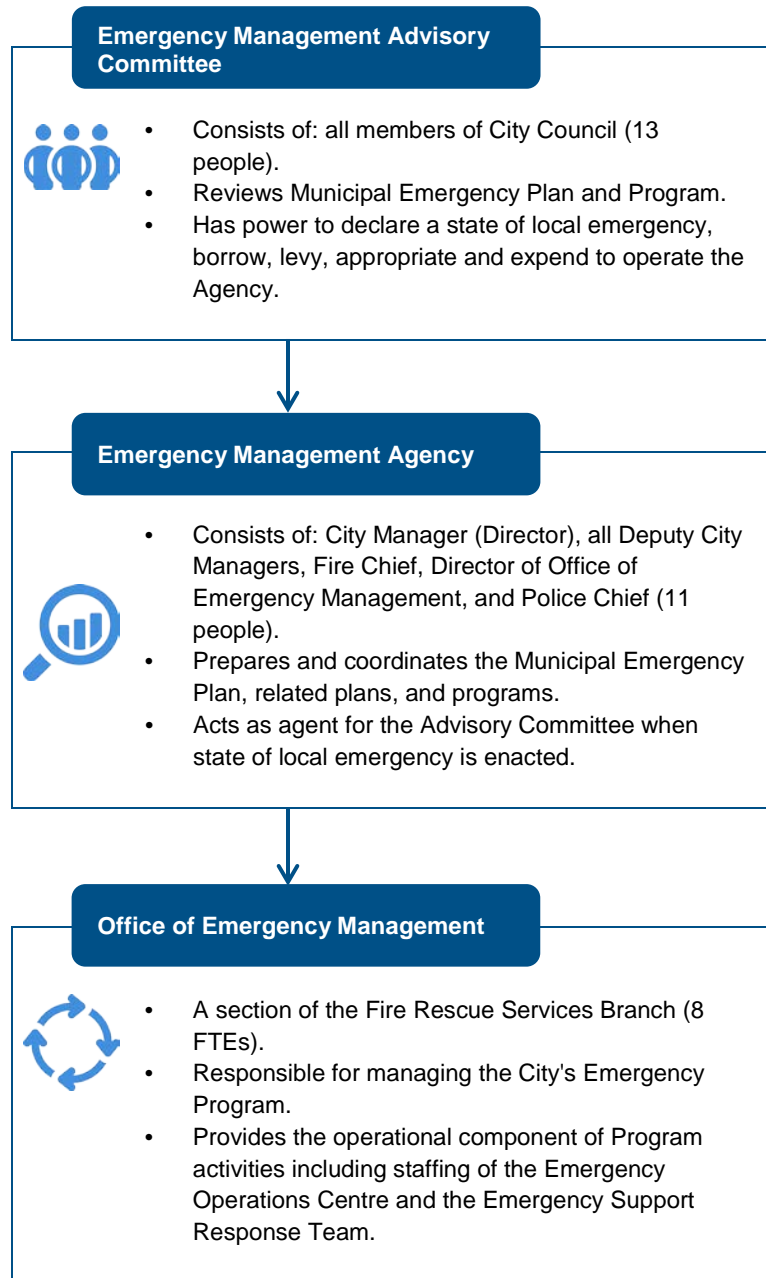 Emergency Management Advisory
Committee
• Consists of: all members of City Council (13
people).
• Reviews Municipal Emergency Plan and Program.
• Has power to declare a state of local emergency,
borrow, levy, appropriate and expend to operate the
Agency.
Emergency Management Agency
• Consists of: City Manager (Director), all Deputy City
Managers, Fire Chief, Director of Office of
Emergency Management, and Police Chief (11
people).
• Prepares and coordinates the Municipal Emergency
Plan, related plans, and programs.
• Acts as agent for the Advisory Committee when
state of local emergency is enacted.
Office of Emergency Management
• A section of the Fire Rescue Services Branch (8
FTEs).
• Responsible for managing the City's Emergency
Program.
• Provides the operational component of Program
activities including staffing of the Emergency
Operations Centre and the Emergency Support
Response Team.